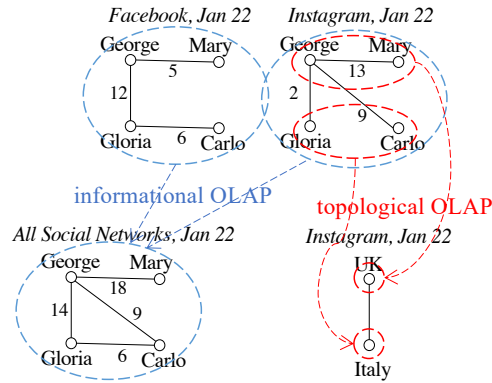 Facebook, Jan 22
Instagram, Jan 22
George
Mary
George
Mary
5
13
12
2
9
6
Gloria
Carlo
Gloria
Carlo
informational OLAP
topological OLAP
All Social Networks, Jan 22
Instagram, Jan 22
George
Mary
UK
18
14
9
6
Gloria
Carlo
Italy